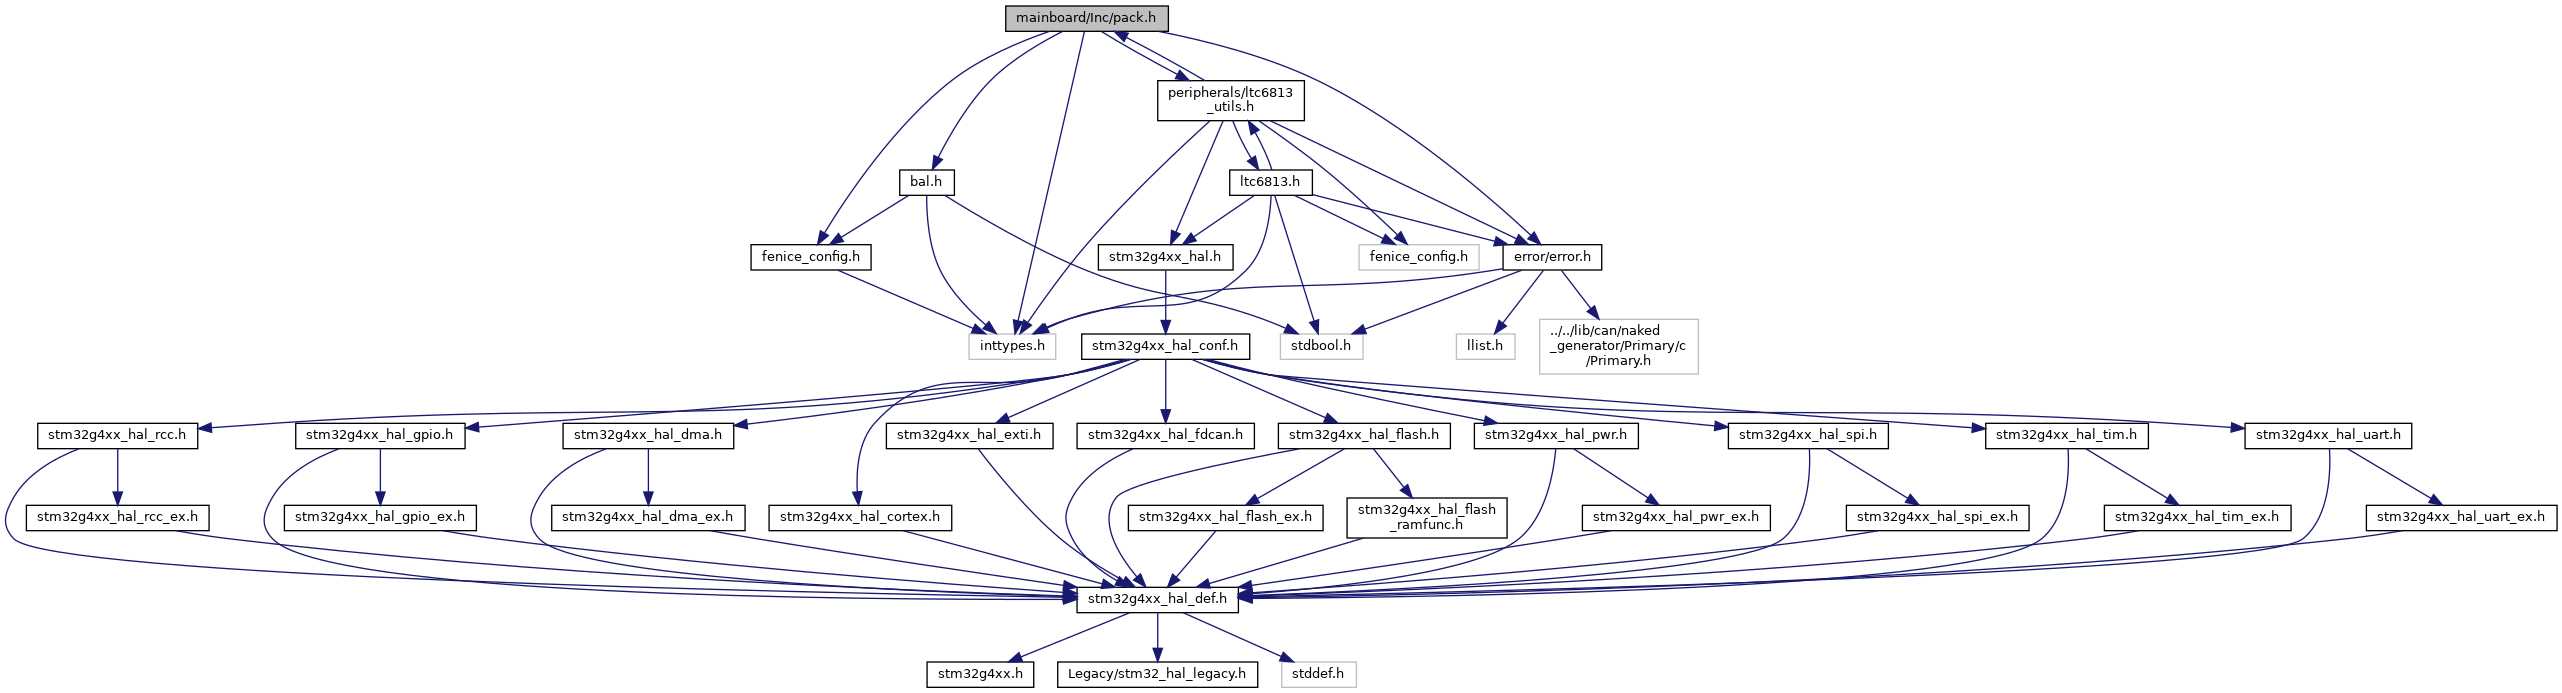 mainboard/Inc/pack.h
peripherals/ltc6813
_utils.h
bal.h
ltc6813.h
fenice_config.h
stm32g4xx_hal.h
fenice_config.h
error/error.h
inttypes.h
stm32g4xx_hal_conf.h
stdbool.h
llist.h
../../lib/can/naked
_generator/Primary/c
/Primary.h
stm32g4xx_hal_rcc.h
stm32g4xx_hal_gpio.h
stm32g4xx_hal_dma.h
stm32g4xx_hal_exti.h
stm32g4xx_hal_fdcan.h
stm32g4xx_hal_flash.h
stm32g4xx_hal_pwr.h
stm32g4xx_hal_spi.h
stm32g4xx_hal_tim.h
stm32g4xx_hal_uart.h
stm32g4xx_hal_rcc_ex.h
stm32g4xx_hal_gpio_ex.h
stm32g4xx_hal_dma_ex.h
stm32g4xx_hal_cortex.h
stm32g4xx_hal_flash_ex.h
stm32g4xx_hal_flash
_ramfunc.h
stm32g4xx_hal_pwr_ex.h
stm32g4xx_hal_spi_ex.h
stm32g4xx_hal_tim_ex.h
stm32g4xx_hal_uart_ex.h
stm32g4xx_hal_def.h
stm32g4xx.h
Legacy/stm32_hal_legacy.h
stddef.h